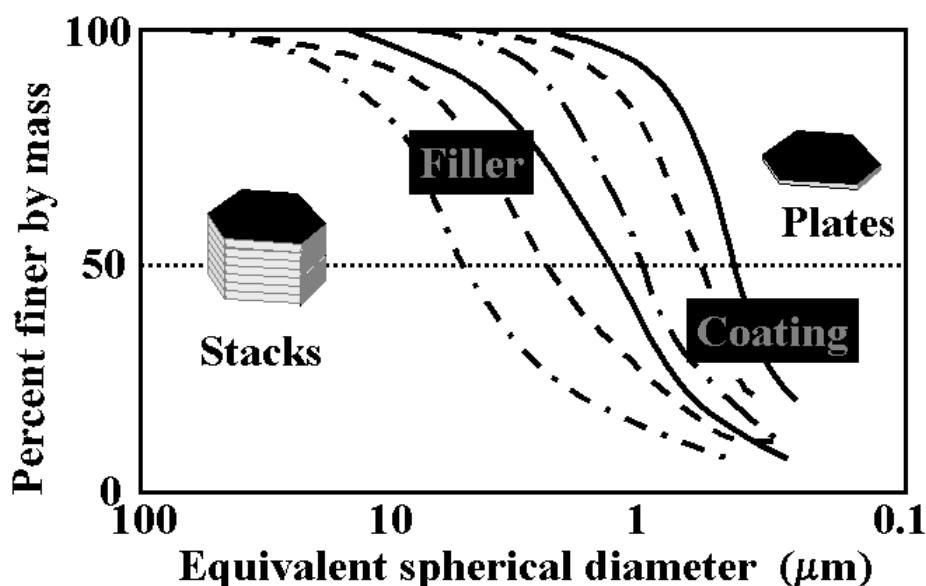 100
Percent finer by mass
Filler
Plates
50
Coating
Stacks
0
100 10 1 0.1
Equivalent spherical diameter (μm)